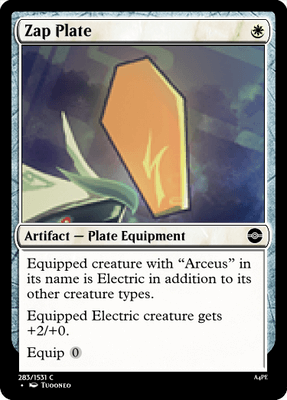 Zap Plate
Artifact — Plate Equipment
Equipped creature with “Arceus” in
its name is Electric in addition to its
other creature types.
Equipped Electric creature gets
+2/+0.
Equip 0
283/1531 C
A4PE
• Tuooneo